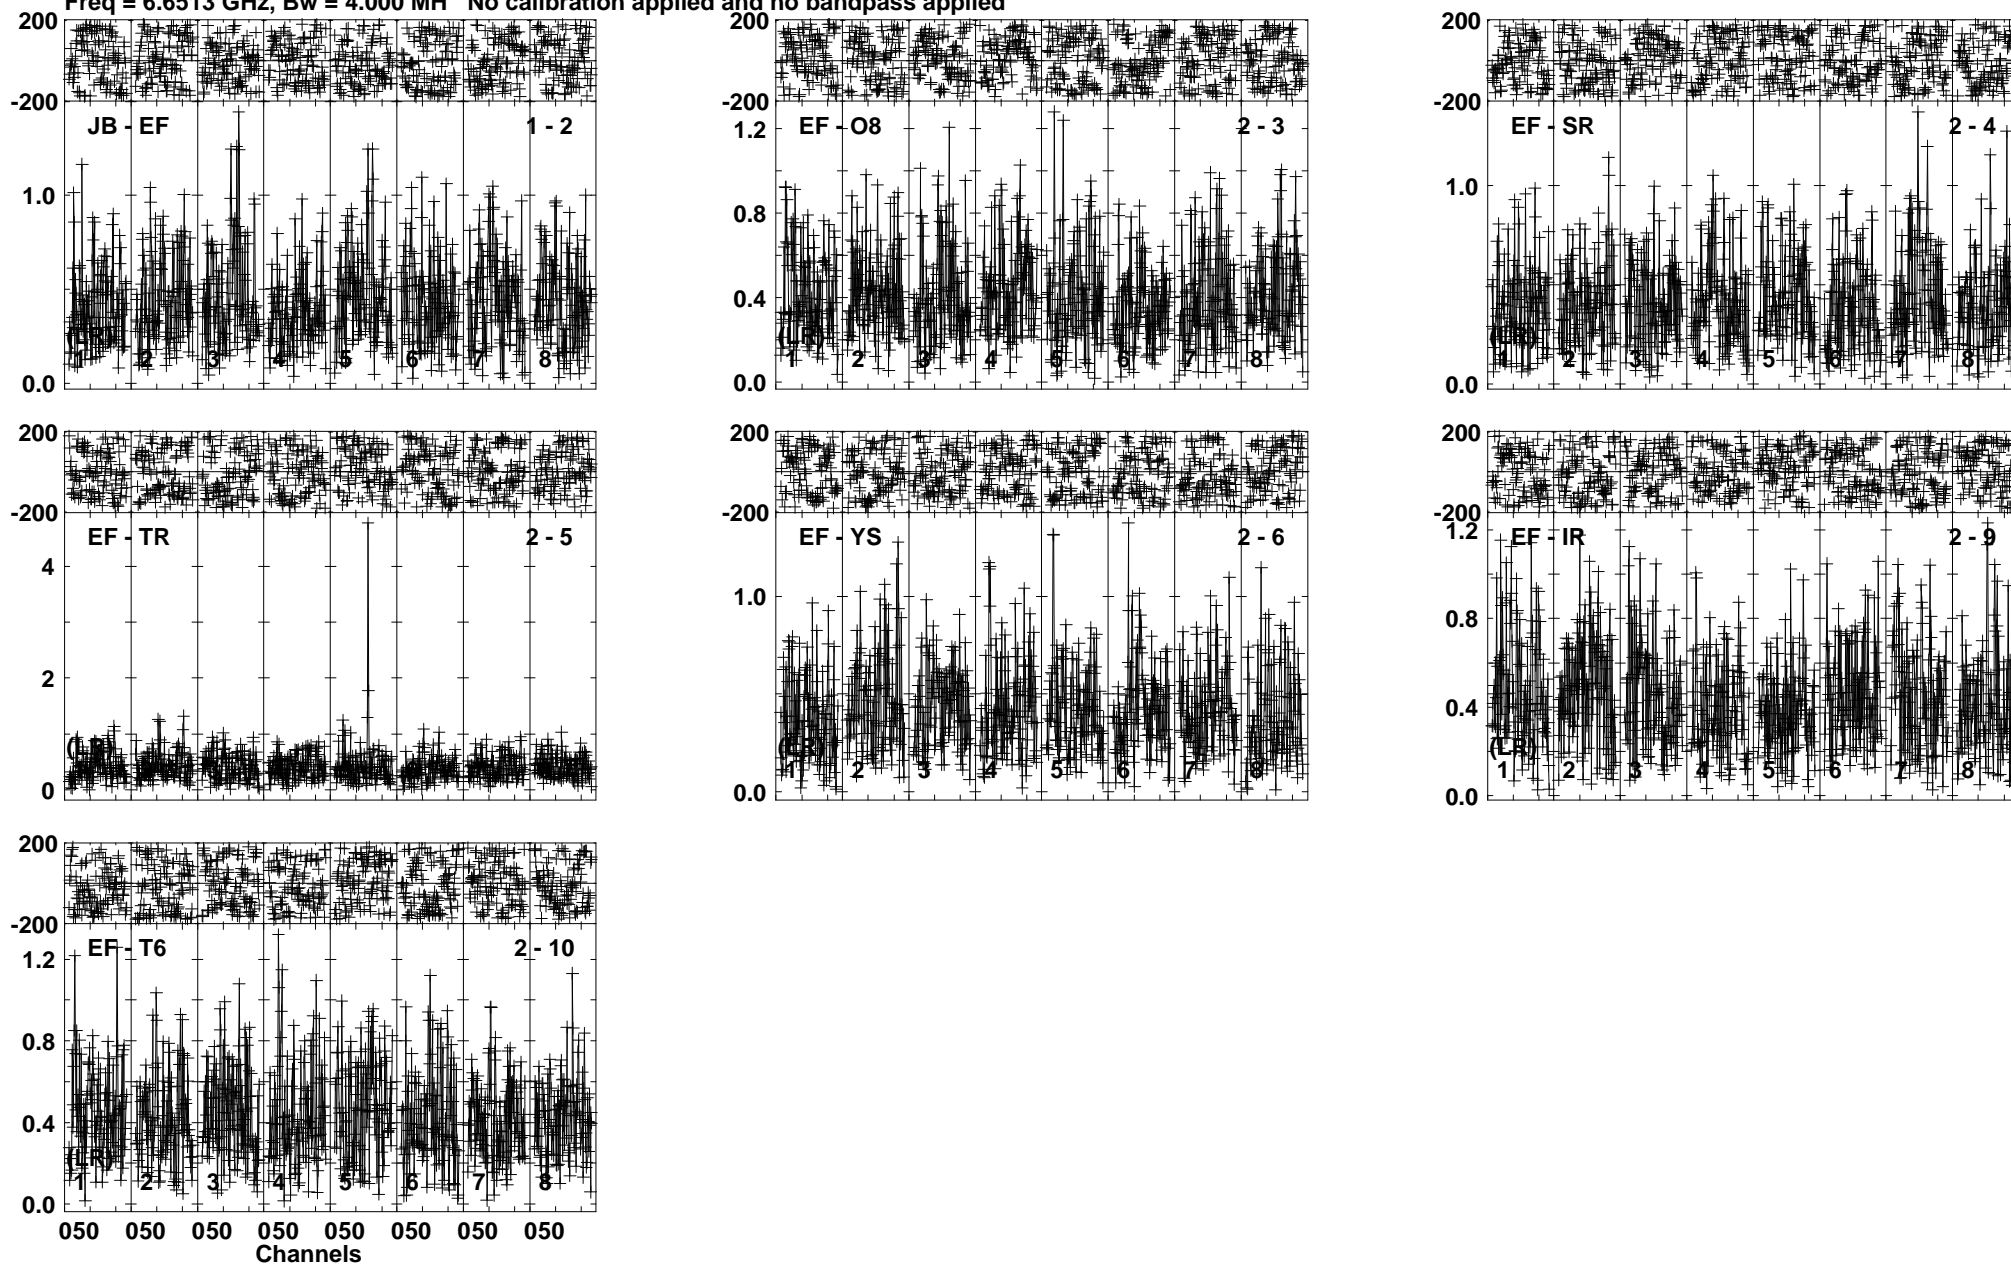 Freq = 6.6513 GHz, Bw = 4.000 MH No calibration applied and no bandpass applied
200 200 200
-200 -200 -200
JB - EF 1 - 2 EF - O8 2 - 3 EF - SR 2 - 4
1.2
1.0 1.0
0.8
0.4
(LR) (LR) (LR)
1 2 3 4 5 6 7 8 1 2 3 4 5 6 7 8 1 2 3 4 5 6 7 8
0.0 0.0 0.0
200 200 200
-200 -200 -200
EF - TR 2 - 5 EF - YS 2 - 6 EF - IR 2 - 9
1.2
4
1.0
0.8
2
0.4
(LR) (LR) (LR)
1 2 3 4 5 6 7 8 1 2 3 4 5 6 7 8
0 0.0 0.0
200
-200
EF - T6 2 - 10
1.2
0.8
0.4
(LR)
1 2 3 4 5 6 7 8
0.0
050 050 050 050 050 050 050 050
Channels